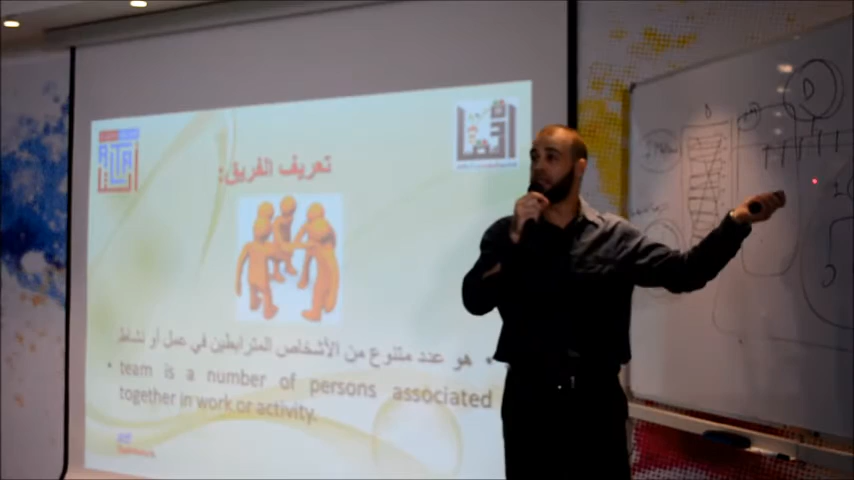 تعريف الفريق:
هو عدد متنوع من الأشخاص المترابطين في عمل أو نشاط
• team is a number of persons associated
together in work or activity.